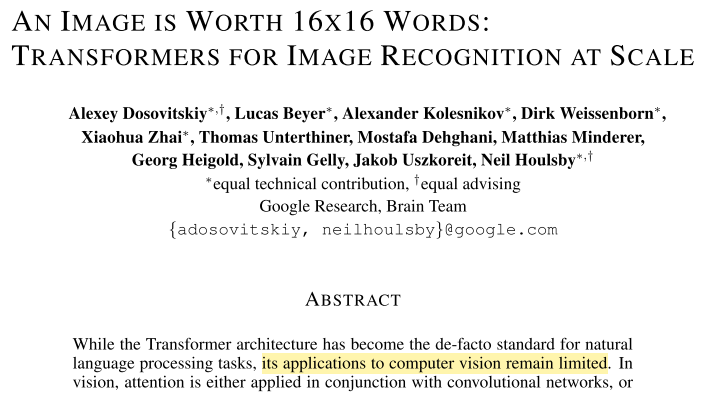 AN IMAGE IS WORTH 16X16 WORDS:
TRANSFORMERS FOR IMAGE RECOGNITION AT SCALE
Alexey Dosovitskiy*,†, Lucas Beyer*, Alexander Kolesnikov*, Dirk Weissenborn*,
Xiaohua Zhai*, Thomas Unterthiner, Mostafa Dehghani, Matthias Minderer,
Georg Heigold, Sylvain Gelly, Jakob Uszkoreit, Neil Houlsby*,†
*equal technical contribution, †equal advising
Google Research, Brain Team
{adosovitskiy, neilhoulsby}@google.com
ABSTRACT
While the Transformer architecture has become the de-facto standard for natural
language processing tasks, its applications to computer vision remain limited. In
vision, attention is either applied in conjunction with convolutional networks, or